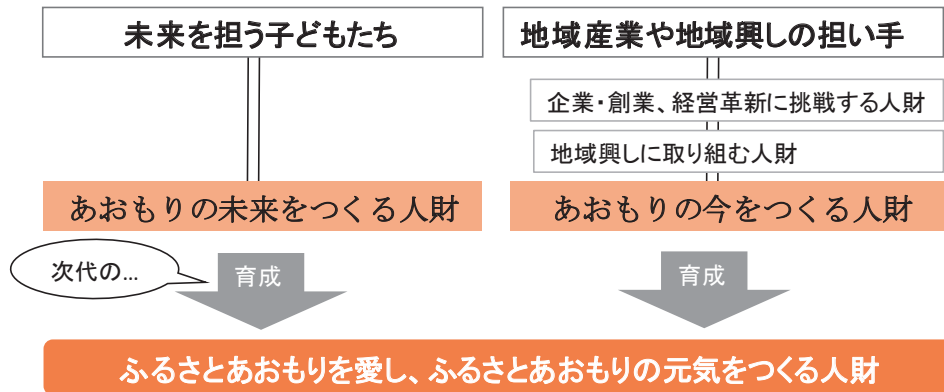 未来を担う子どもたち
地域産業や地域興しの担い手
企業・創業、経営革新に挑戦する人財
地域興しに取り組む人財
あおもりの未来をつくる人財
あおもりの今をつくる人財
次代の...
育成
育成
ふるさとあおもりを愛し、ふるさとあおもりの元気をつくる人財